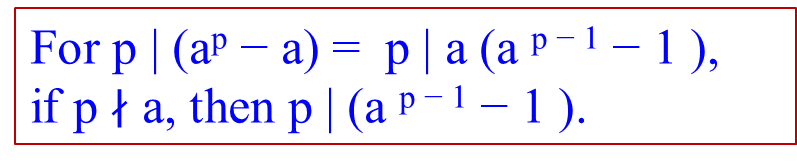 For p | (aᵖ − a) = p | a (a ᵖ ⁻ ¹ − 1 ),
if p ∤ a, then p | (a ᵖ ⁻ ¹ − 1 ).